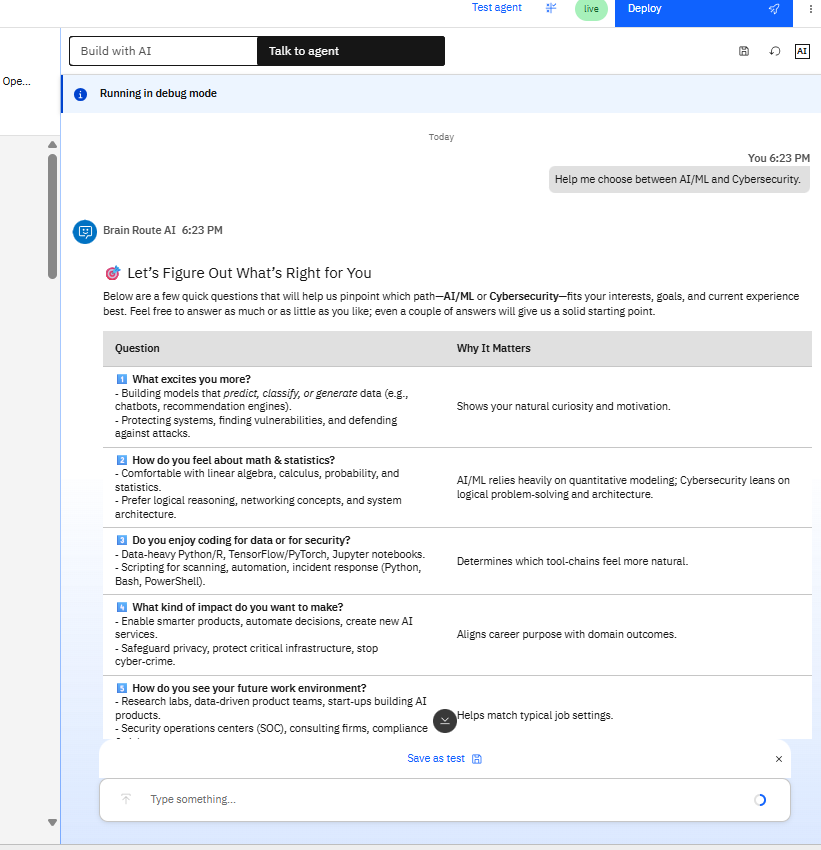 Test agent
live
Deploy
Build with AI
Talk to agent
AI
Ope...
Running in debug mode
Today
You 6:23 PM
Help me choose between AI/ML and Cybersecurity.
Brain Route AI 6:23 PM
🎯 Let’s Figure Out What’s Right for You
Below are a few quick questions that will help us pinpoint which path—AI/ML or Cybersecurity—fits your interests, goals, and current experience
best. Feel free to answer as much or as little as you like; even a couple of answers will give us a solid starting point.
Question
Why It Matters
1️⃣ What excites you more?
- Building models that predict, classify, or generate data (e.g.,
chatbots, recommendation engines).
- Protecting systems, finding vulnerabilities, and defending
against attacks.
Shows your natural curiosity and motivation.
2️⃣ How do you feel about math & statistics?
- Comfortable with linear algebra, calculus, probability, and
statistics.
- Prefer logical reasoning, networking concepts, and system
architecture.
AI/ML relies heavily on quantitative modeling; Cybersecurity leans on
logical problem-solving and architecture.
3️⃣ Do you enjoy coding for data or for security?
- Data-heavy Python/R, TensorFlow/PyTorch, Jupyter notebooks.
- Scripting for scanning, automation, incident response (Python,
Bash, PowerShell).
Determines which tool-chains feel more natural.
4️⃣ What kind of impact do you want to make?
- Enable smarter products, automate decisions, create new AI
services.
- Safeguard privacy, protect critical infrastructure, stop
cyber-crime.
Aligns career purpose with domain outcomes.
5️⃣ How do you see your future work environment?
- Research labs, data-driven product teams, start-ups building AI
products.
- Security operations centers (SOC), consulting firms, compliance
Helps match typical job settings.
Save as test
Type something...